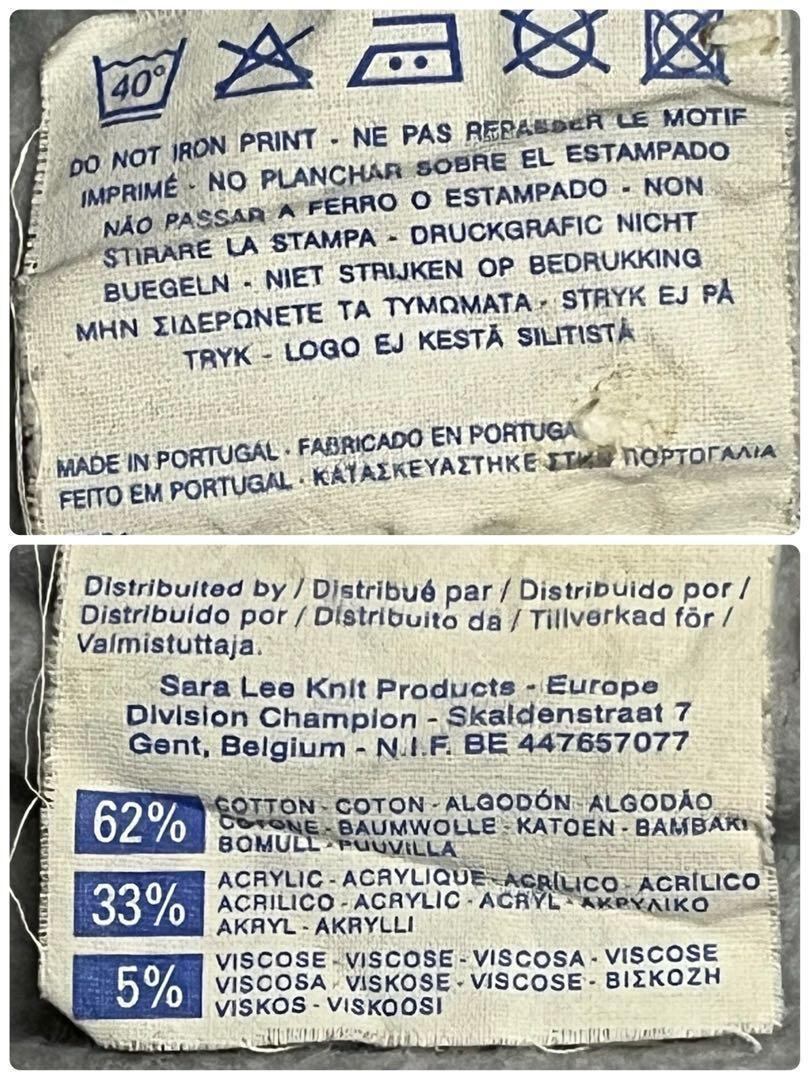 40°
DO NOT IRON PRINT - NE PAS REPASSER LE MOTIF
IMPRIMÉ - NO PLANCHAR SOBRE EL ESTAMPADO
NÃO PASSAR A FERRO O ESTAMPADO - NON
STIRARE LA STAMPA - DRUCKGRAFIC NICHT
BUEGELN - NIET STRIJKEN OP BEDRUKKING
ΜΗΝ ΣΙΔΕΡΩΝΕΤΕ ΤΑ ΤΥΜΩΜΑΤΑ - STRYK EJ PÅ
TRYK - LOGO EJ KESTÄ SILITISTÄ
MADE IN PORTUGAL · FABRICADO EN PORTUGA
FEITO EM PORTUGAL · ΚΑΤΑΣΚΕΥΑΣΤΗΚΕ ΣΤΗΝ ΠΟΡΤΟΓΑΛΙΑ
Distribuited by / Distribué par / Distribuido por /
Distribuido por / Distribuito da / Tillverkad för /
Valmistuttaja.
Sara Lee Knit Products - Europe
Division Champion - Skaldenstraat 7
Gent, Belgium - N.I.F. BE 447657077
62% COTTON - COTON - ALGODÓN - ALGODÃO
COTONE - BAUMWOLLE - KATOEN - BAMBAKI
BOMULL - PUUVILLA
33% ACRYLIC - ACRYLIQUE - ACRÍLICO - ACRÍLICO
ACRILICO - ACRYLIC - ACRYL - ΑΚΡΥΛΙΚΟ
AKRYL - AKRYLLI
5% VISCOSE - VISCOSE - VISCOSA - VISCOSE
VISCOSA - VISKOSE - VISCOSE - ΒΙΣΚΟΖΗ
VISKOS - VISKOOSI